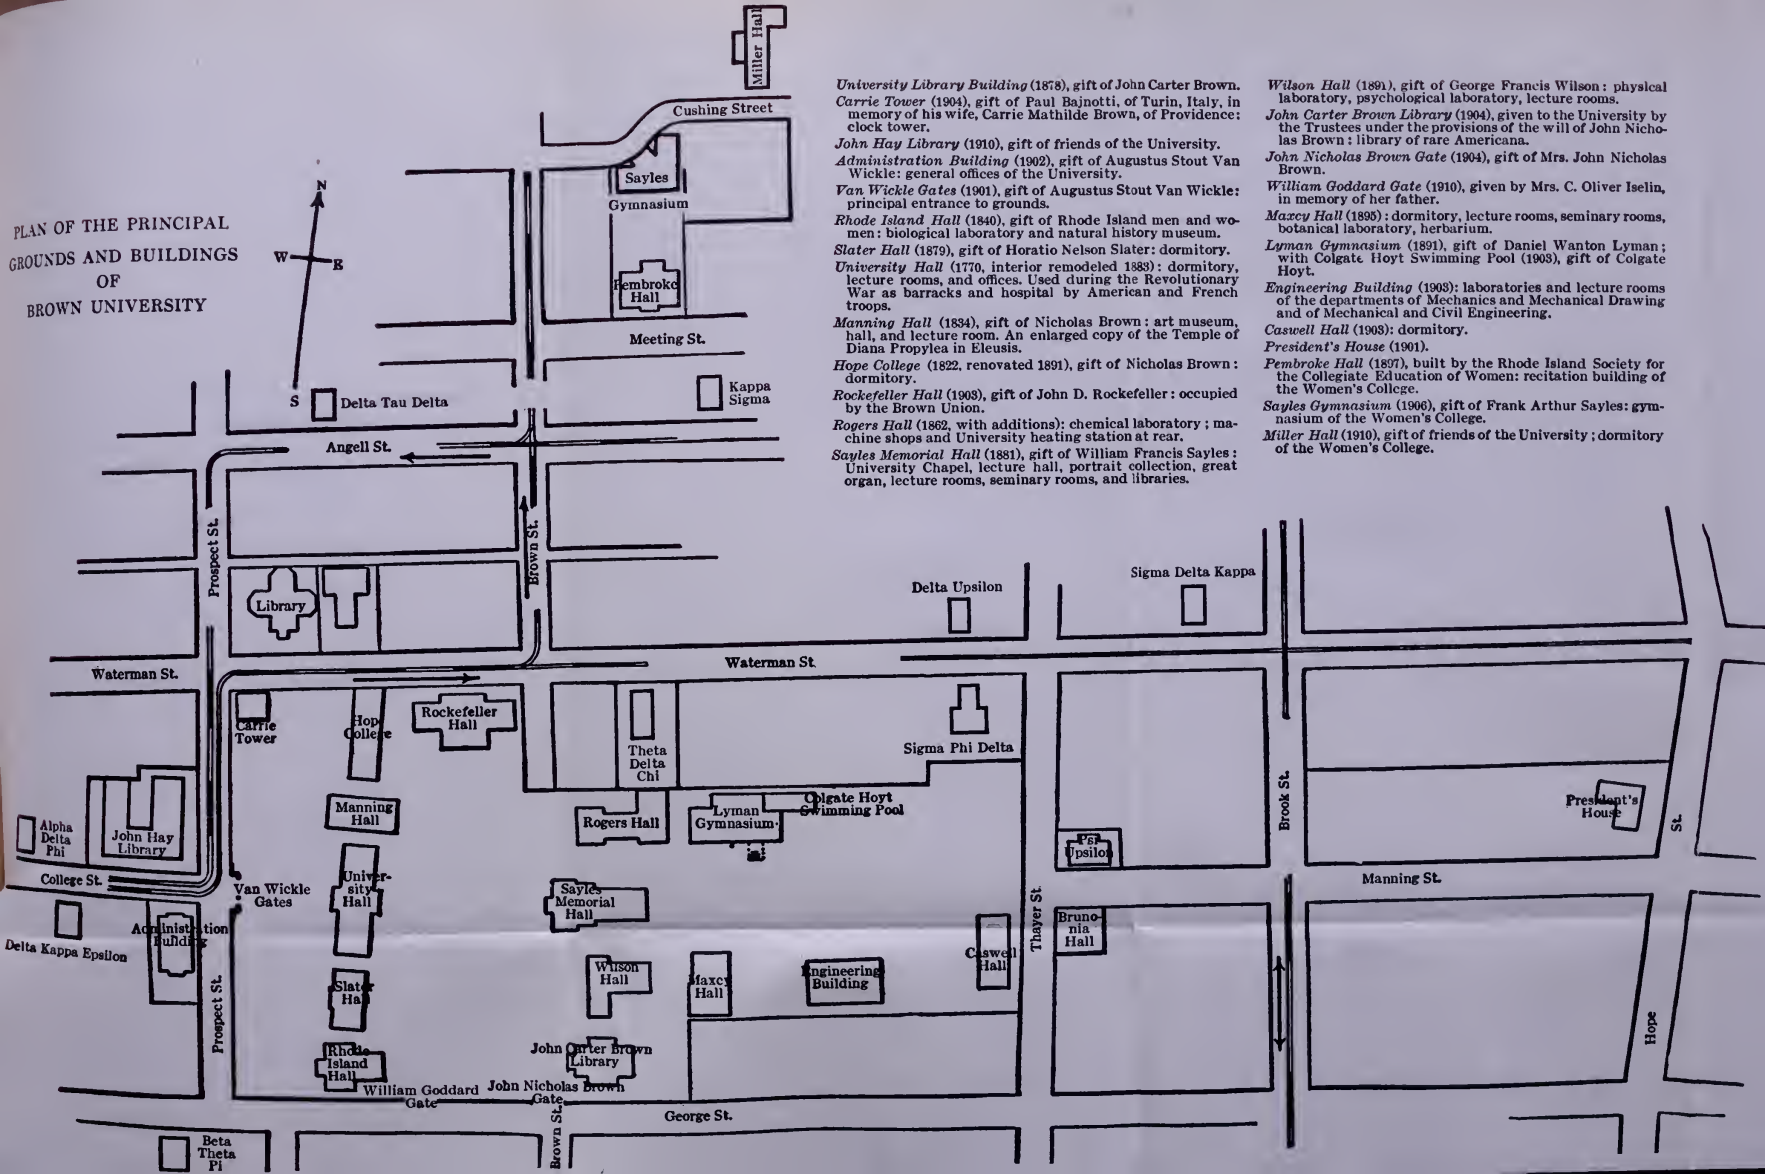 PLAN OF THE PRINCIPAL
GROUNDS AND BUILDINGS
OF
BROWN UNIVERSITY
N
W
E
S
Miller Hall
Cushing Street
Sayles
Gymnasium
Pembroke
Hall
Meeting St.
Kappa
Sigma
Delta Tau Delta
Angell St.
Prospect St.
Brown St.
Library
University Library Building (1878), gift of John Carter Brown.
Carrie Tower (1904), gift of Paul Bajnotti, of Turin, Italy, in
memory of his wife, Carrie Mathilde Brown, of Providence:
clock tower.
John Hay Library (1910), gift of friends of the University.
Administration Building (1902), gift of Augustus Stout Van
Wickle: general offices of the University.
Van Wickle Gates (1901), gift of Augustus Stout Van Wickle:
principal entrance to grounds.
Rhode Island Hall (1840), gift of Rhode Island men and wo-
men: biological laboratory and natural history museum.
Slater Hall (1879), gift of Horatio Nelson Slater: dormitory.
University Hall (1770, interior remodeled 1883): dormitory,
lecture rooms, and offices. Used during the Revolutionary
War as barracks and hospital by American and French
troops.
Manning Hall (1834), gift of Nicholas Brown: art museum,
hall, and lecture room. An enlarged copy of the Temple of
Diana Propylea in Eleusis.
Hope College (1822, renovated 1891), gift of Nicholas Brown:
dormitory.
Rockefeller Hall (1903), gift of John D. Rockefeller: occupied
by the Brown Union.
Rogers Hall (1862, with additions): chemical laboratory; ma-
chine shops and University heating station at rear.
Sayles Memorial Hall (1881), gift of William Francis Sayles:
University Chapel, lecture hall, portrait collection, great
organ, lecture rooms, seminary rooms, and libraries.
Wilson Hall (1891), gift of George Francis Wilson: physical
laboratory, psychological laboratory, lecture rooms.
John Carter Brown Library (1904), given to the University by
the Trustees under the provisions of the will of John Nicho-
las Brown: library of rare Americana.
John Nicholas Brown Gate (1904), gift of Mrs. John Nicholas
Brown.
William Goddard Gate (1910), given by Mrs. C. Oliver Iselin,
in memory of her father.
Maxcy Hall (1895): dormitory, lecture rooms, seminary rooms,
botanical laboratory, herbarium.
Lyman Gymnasium (1891), gift of Daniel Wanton Lyman;
with Colgate Hoyt Swimming Pool (1903), gift of Colgate
Hoyt.
Engineering Building (1903): laboratories and lecture rooms
of the departments of Mechanics and Mechanical Drawing
and of Mechanical and Civil Engineering.
Caswell Hall (1903): dormitory.
President's House (1901).
Pembroke Hall (1897), built by the Rhode Island Society for
the Collegiate Education of Women: recitation building of
the Women's College.
Sayles Gymnasium (1906), gift of Frank Arthur Sayles: gym-
nasium of the Women's College.
Miller Hall (1910), gift of friends of the University; dormitory
of the Women's College.
Delta Upsilon
Sigma Delta Kappa
Waterman St.
Waterman St.
Carrie
Tower
Hope
College
Rockefeller
Hall
Theta
Delta
Chi
Sigma Phi Delta
Alpha
Delta
Phi
John Hay
Library
Manning
Hall
Rogers Hall
Lyman
Gymnasium
Colgate Hoyt
Swimming Pool
Psi
Upsilon
Brook St.
President's
House
St.
College St.
Van Wickle
Gates
Univer-
sity
Hall
Manning St.
Delta Kappa Epsilon
Administration
Building
Sayles
Memorial
Hall
Thayer St.
Bruno-
nia
Hall
Prospect St.
Slater
Hall
Wilson
Hall
Maxcy
Hall
Engineering
Building
Caswell
Hall
Hope
Rhode
Island
Hall
John Carter Brown
Library
William Goddard
Gate
John Nicholas Brown
Gate
Brown St.
George St.
Beta
Theta
Pi